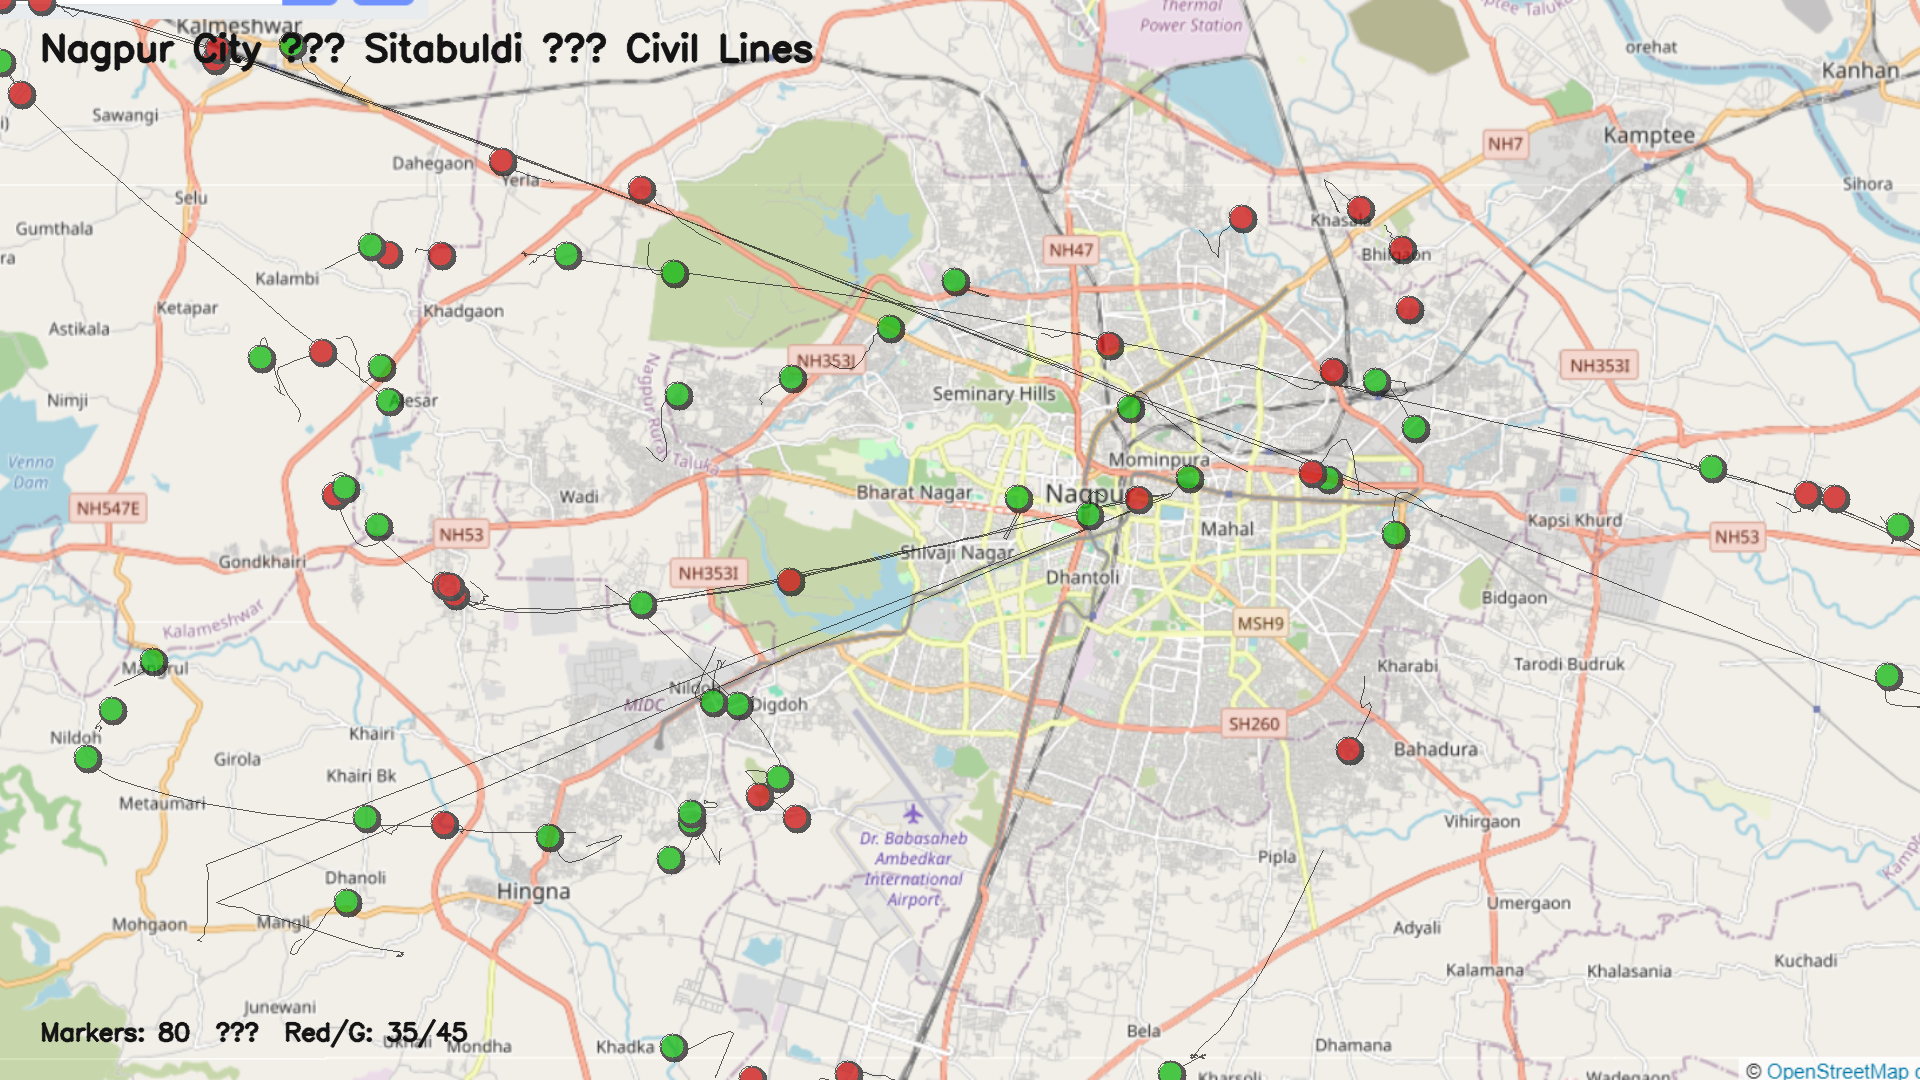 Thermal
Power Station
ptee Taluka
Kalmeshwar
orehat
Nagpur City ??? Sitabuldi ??? Civil Lines
Kanhan
Sawangi
i)
Kamptee
NH7
Dahegaon
Yerla
Sihora
Selu
Khasala
Gumthala
NH47
Bhilgaon
ra
Kalambi
Ketapar
Khadgaon
Astikala
NH353J
NH353I
Seminary Hills
Nagpur Rural
Taluka
Nimji
Alesar
Mominpura
Venna
Dam
Bharat Nagar
Nagpur
Wadi
NH547E
Kapsi Khurd
Mahal
NH53
NH53
Shivaji Nagar
Gondkhairi
NH353I
Dhantoli
Bidgaon
Kalameshwar
MSH9
Mangrul
Kharabi
Tarodi Budruk
Nildoh
MIDC
Digdoh
SH260
Nildoh
Khairi
Bahadura
Girola
Khairi Bk
Metaumari
Vihirgaon
Dr. Babasaheb
Ambedkar
International
Airport
Pipla
Dhanoli
Hingna
Umergaon
Mohgaon
Mangli
Adyali
Kuchadi
Kalamana
Khalasania
Junewani
Markers: 80 ??? Red/G: 35/45
Bela
Mondha
Khadka
Dhamana
Kharsoli
Wadegaon
© OpenStreetMap c